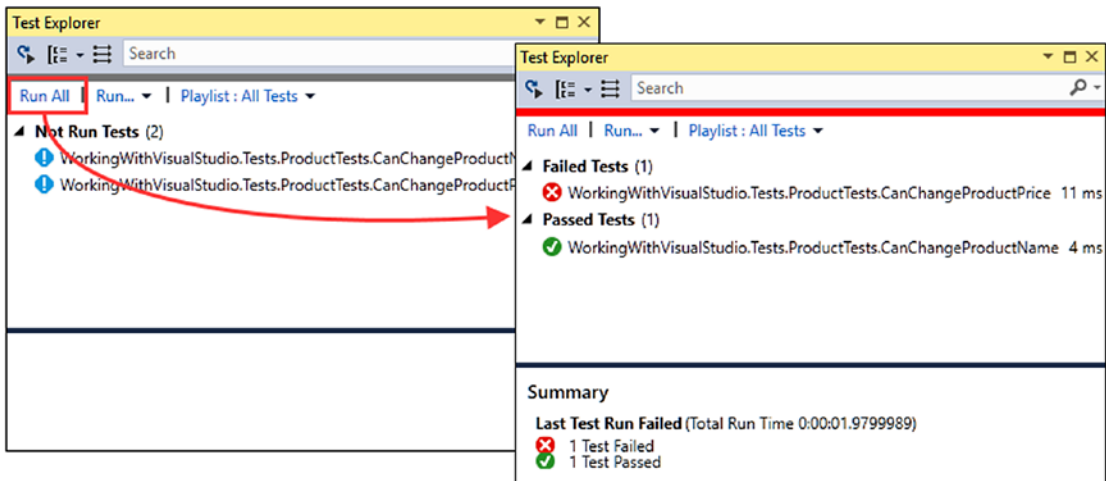 Test Explorer
Search
Run All | Run... | Playlist : All Tests
Not Run Tests (2)
WorkingWithVisualStudio.Tests.ProductTests.CanChangeProductN
WorkingWithVisualStudio.Tests.ProductTests.CanChangeProductP
Test Explorer
Search
Run All | Run... | Playlist : All Tests
Failed Tests (1)
WorkingWithVisualStudio.Tests.ProductTests.CanChangeProductPrice 11 ms
Passed Tests (1)
WorkingWithVisualStudio.Tests.ProductTests.CanChangeProductName 4 ms
Summary
Last Test Run Failed (Total Run Time 0:00:01.9799989)
1 Test Failed
1 Test Passed